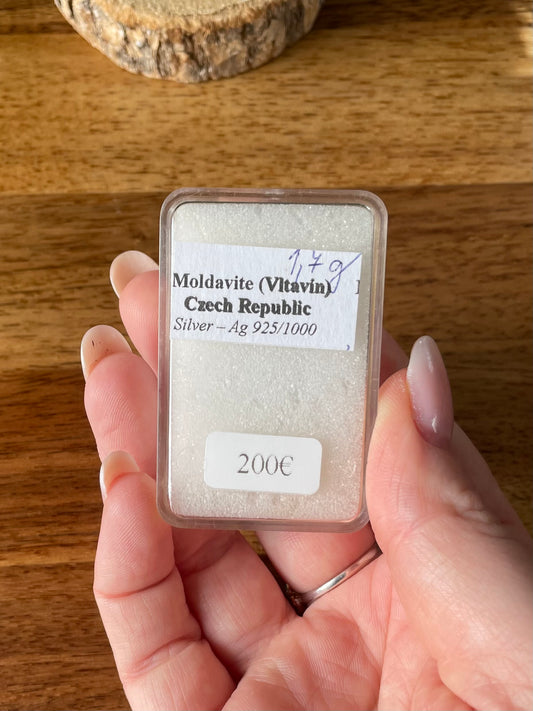 1,7g
Moldavite (Vltavín)
Czech Republic
Silver – Ag 925/1000
200€